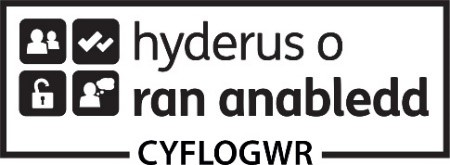 hyderus o
ran anabledd
CYFLOGWR